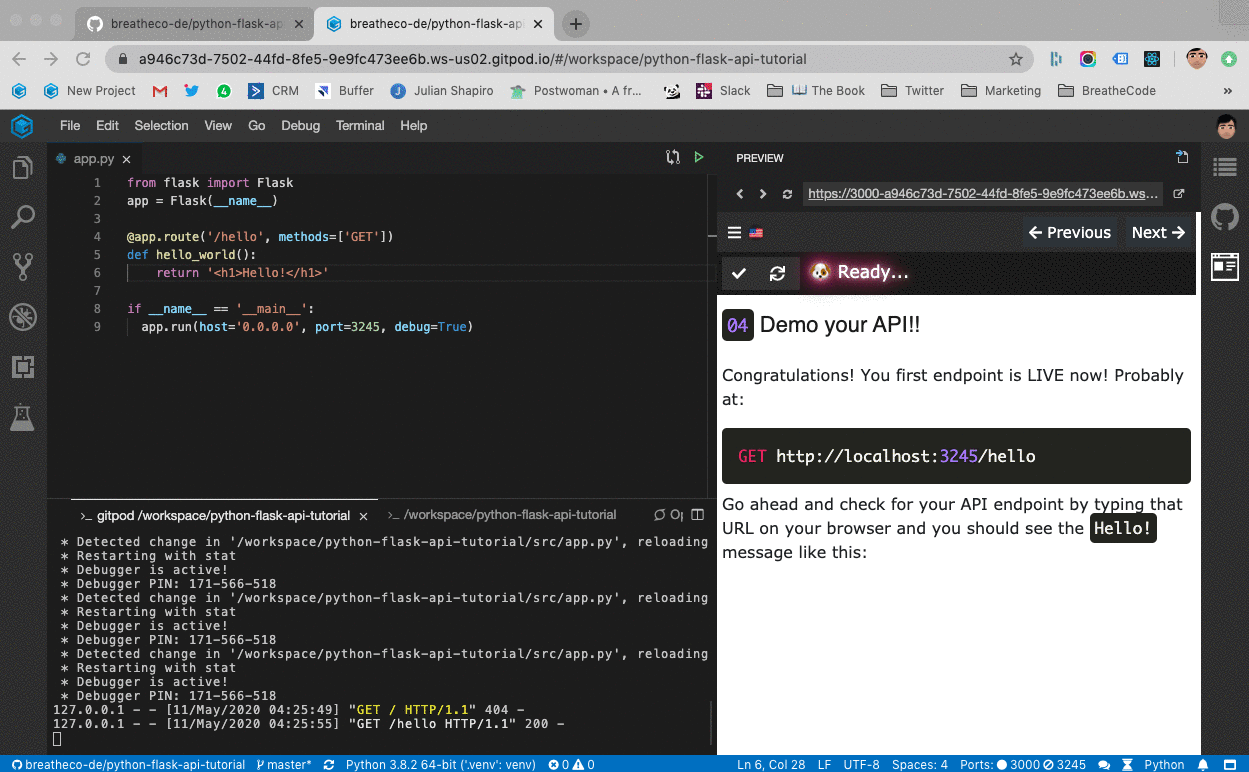 breatheco-de/python-flask-ap
breatheco-de/python-flask-api
a946c73d-7502-44fd-8fe5-9e9fc473ee6b.ws-us02.gitpod.io/#/workspace/python-flask-api-tutorial
New Project
4
CRM
Buffer
J
Julian Shapiro
Postwoman • A fr...
Slack
The Book
Twitter
Marketing
BreatheCode
»
File Edit Selection View Go Debug Terminal Help
app.py
1 from flask import Flask
2 app = Flask(__name__)
3
4 @app.route('/hello', methods=['GET'])
5 def hello_world():
6 return '<h1>Hello!</h1>'
7
8 if __name__ == '__main__':
9 app.run(host='0.0.0.0', port=3245, debug=True)
>_ gitpod /workspace/python-flask-api-tutorial
>_ /workspace/python-flask-api-tutorial
* Detected change in '/workspace/python-flask-api-tutorial/src/app.py', reloading
* Restarting with stat
* Debugger is active!
* Debugger PIN: 171-566-518
* Detected change in '/workspace/python-flask-api-tutorial/src/app.py', reloading
* Restarting with stat
* Debugger is active!
* Debugger PIN: 171-566-518
* Detected change in '/workspace/python-flask-api-tutorial/src/app.py', reloading
* Restarting with stat
* Debugger is active!
* Debugger PIN: 171-566-518
127.0.0.1 - - [11/May/2020 04:25:49] "GET / HTTP/1.1" 404 -
127.0.0.1 - - [11/May/2020 04:25:55] "GET /hello HTTP/1.1" 200 -
PREVIEW
https://3000-a946c73d-7502-44fd-8fe5-9e9fc473ee6b.ws...
← Previous
Next →
Ready...
04 Demo your API!!
Congratulations! You first endpoint is LIVE now! Probably
at:
GET http://localhost:3245/hello
Go ahead and check for your API endpoint by typing that
URL on your browser and you should see the Hello!
message like this:
breatheco-de/python-flask-api-tutorial
master*
Python 3.8.2 64-bit ('.venv': venv)
0
0
Ln 6, Col 28
LF
UTF-8
Spaces: 4
Ports: 3000 3245
Python